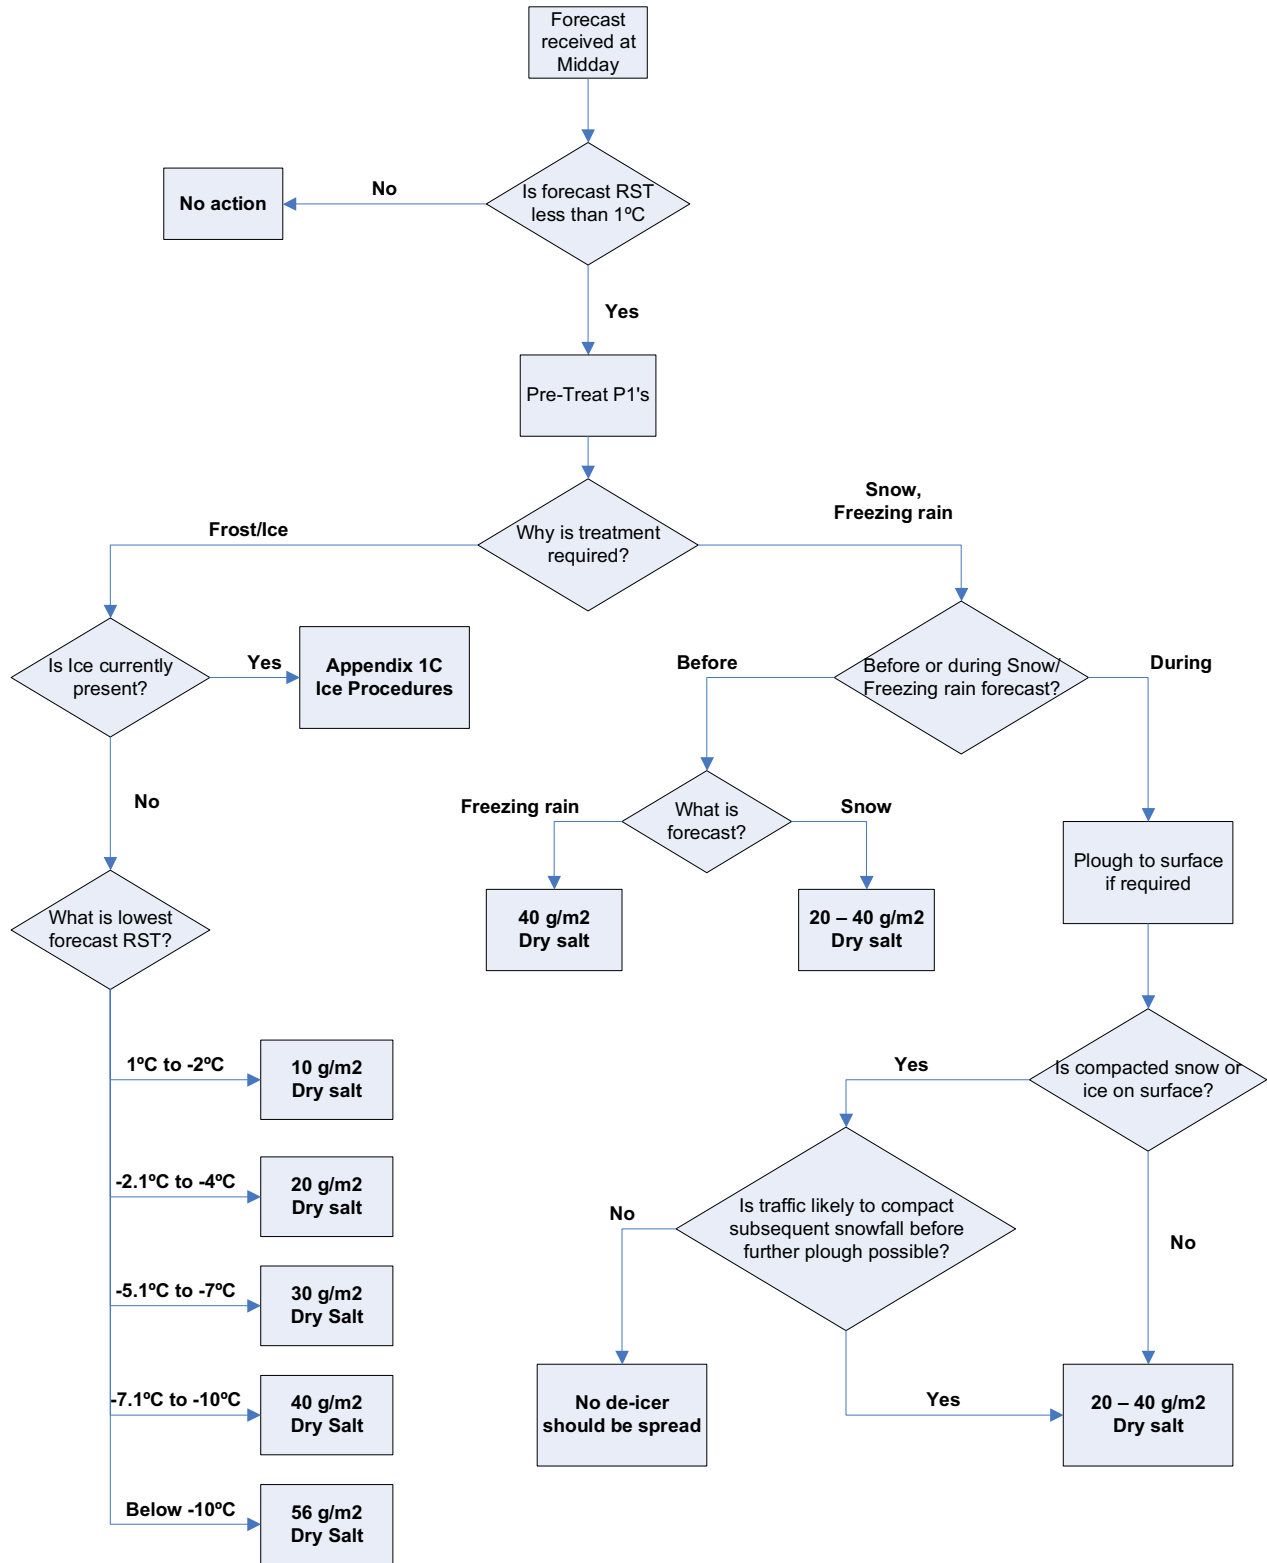 Forecast
received at
Midday
Is forecast RST
less than 1ºC
No
No action
Yes
Pre-Treat P1's
Why is treatment
required?
Frost/Ice
Snow,
Freezing rain
Is Ice currently
present?
Yes
Appendix 1C
Ice Procedures
Before
Before or during Snow/
Freezing rain forecast?
During
No
Freezing rain
What is
forecast?
Snow
Plough to surface
if required
40 g/m2
Dry salt
20 – 40 g/m2
Dry salt
What is lowest
forecast RST?
1ºC to -2ºC
10 g/m2
Dry salt
-2.1ºC to -4ºC
20 g/m2
Dry salt
-5.1ºC to -7ºC
30 g/m2
Dry Salt
-7.1ºC to -10ºC
40 g/m2
Dry Salt
Below -10ºC
56 g/m2
Dry Salt
Is compacted snow or
ice on surface?
Yes
No
Is traffic likely to compact
subsequent snowfall before
further plough possible?
No
Yes
No de-icer
should be spread
20 – 40 g/m2
Dry salt